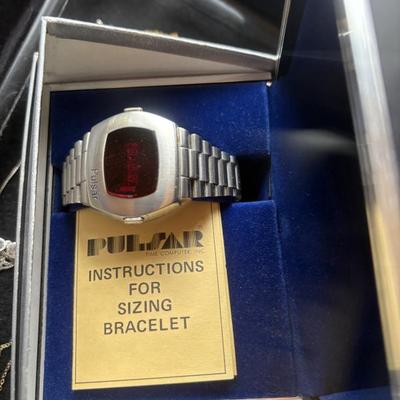 Pulsar
PULSAR
TIME COMPUTER, INC.
INSTRUCTIONS
FOR
SIZING
BRACELET